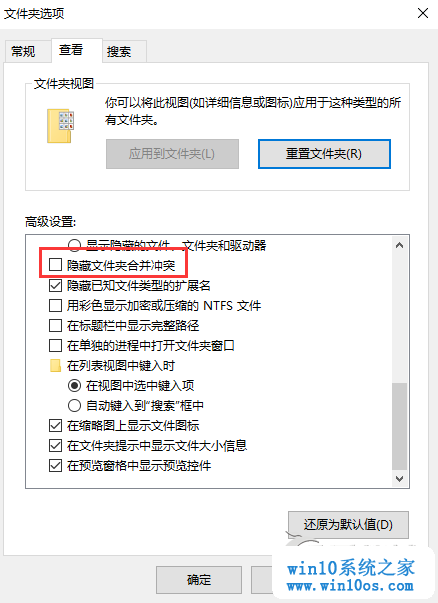 文件夹选项
常规 查看 搜索
文件夹视图
你可以将此视图(如详细信息或图标)应用于这种类型的所
有文件夹。
应用到文件夹(L) 重置文件夹(R)
高级设置:
显示隐藏的文件、文件夹和驱动器
隐藏文件夹合并冲突
隐藏已知文件类型的扩展名
用彩色显示加密或压缩的 NTFS 文件
在标题栏中显示完整路径
在单独的进程中打开文件夹窗口
在列表视图中键入时
在视图中选中键入项
自动键入到“搜索”框中
在缩略图上显示文件图标
在文件夹提示中显示文件大小信息
在预览窗格中显示预览控件
还原为默认值(D)
确定
win10系统之家
www.win10os.com